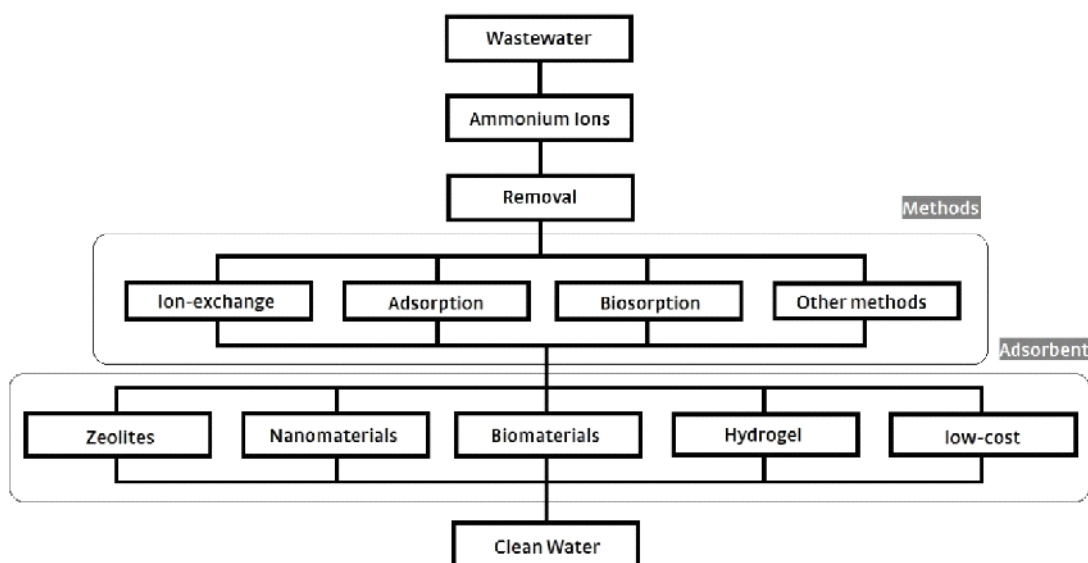 Wastewater
Ammonium Ions
Removal
Methods
Ion-exchange
Adsorption
Biosorption
Other methods
Adsorbent
Zeolites
Nanomaterials
Biomaterials
Hydrogel
low-cost
Clean Water